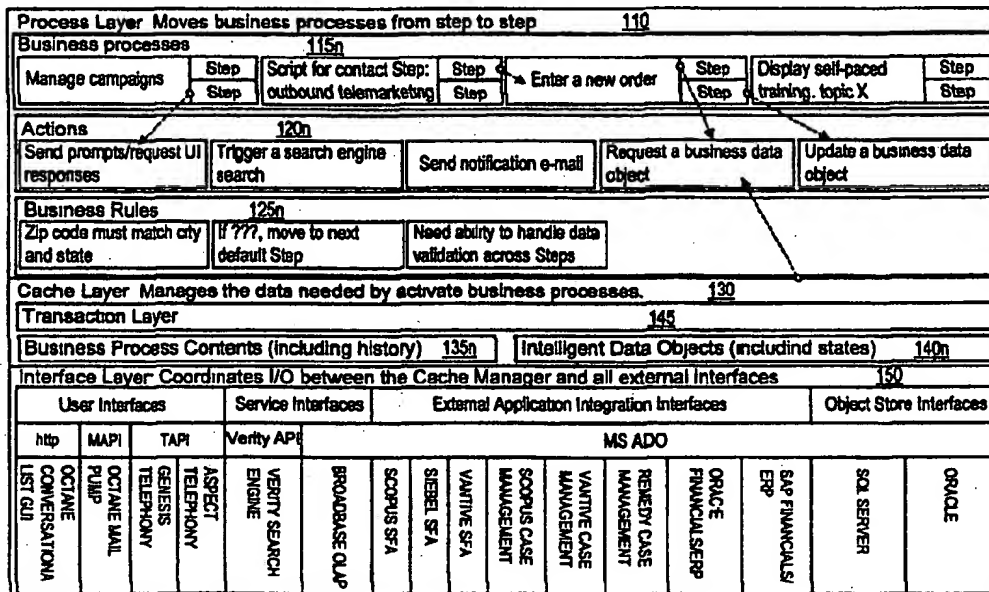 Process Layer Moves business processes from step to step 110
Business processes 115n
Manage campaigns
Step
Step
Script for contact Step:
outbound telemarketing
Step
Step
Enter a new order
Step
Step
Display self-paced
training. topic X
Step
Step
Actions 120n
Send prompts/request UI
responses
Trigger a search engine
search
Send notification e-mail
Request a business data
object
Update a business data
object
Business Rules 125n
Zip code must match city
and state
If ???, move to next
default Step
Need ability to handle data
validation across Steps
Cache Layer Manages the data needed by activate business processes. 130
Transaction Layer 145
Business Process Contents (including history) 135n
Intelligent Data Objects (includind states) 140n
Interface Layer Coordinates I/O between the Cache Manager and all external interfaces 150
User Interfaces
Service Interfaces
External Application Integration Interfaces
Object Store Interfaces
http
MAPI
TAPI
Verity API
MS ADO
OCTANE
CONVERSATIONA
LIST GUI
OCTANE MAIL
PUMP
GENESIS
TELEPHONY
ASPECT
TELEPHONY
VERITY SEARCH
ENGINE
BROADBASE OLAP
SCOPUS SFA
SIEBEL SFA
VANTIVE SFA
SCOPUS CASE
MANAGEMENT
VANTIVE CASE
MANAGEMENT
REMEDY CASE
MANAGEMENT
ORACLE
FINANCIALS/ERP
SAP FINANCIALS/
ERP
SQL SERVER
ORACLE